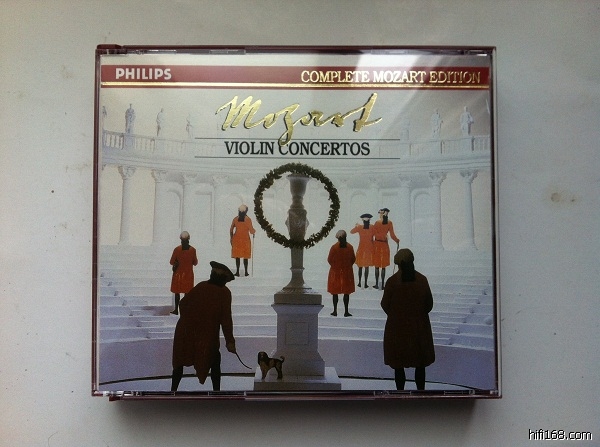 PHILIPS
COMPLETE MOZART EDITION
Mozart
VIOLIN CONCERTOS
hifi168.com